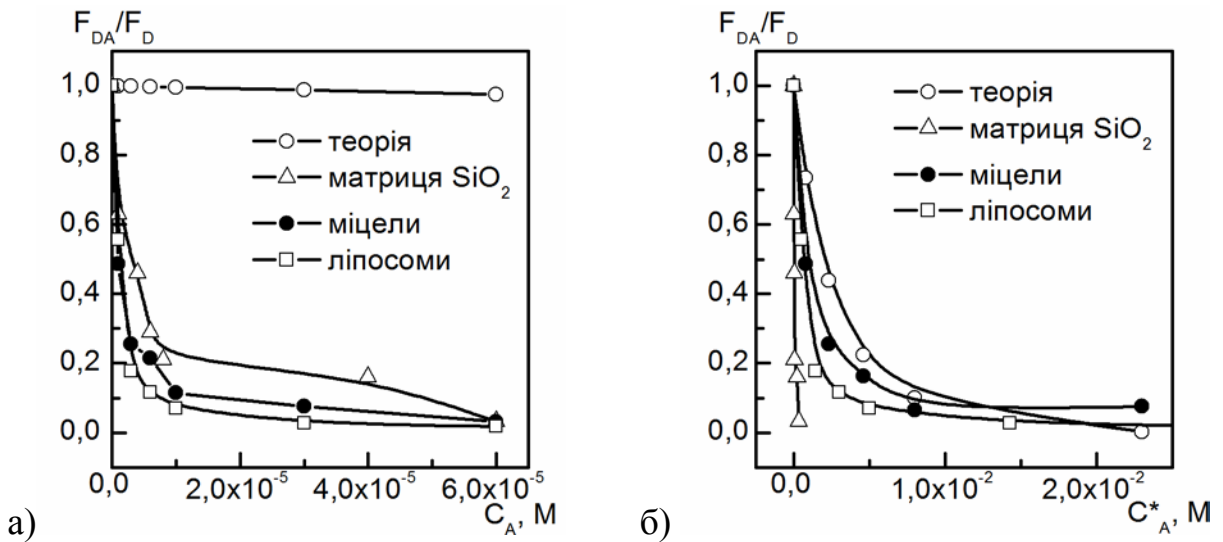 F_DA/F_D
1,0
0,8
0,6
0,4
0,2
0,0
теорія
матриця SiO₂
міцели
ліпосоми
0,0 2,0x10⁻⁵ 4,0x10⁻⁵ 6,0x10⁻⁵
C_A, M
а)
F_DA/F_D
1,0
0,8
0,6
0,4
0,2
0,0
теорія
матриця SiO₂
міцели
ліпосоми
0,0 1,0x10⁻² 2,0x10⁻²
C*_A, M
б)